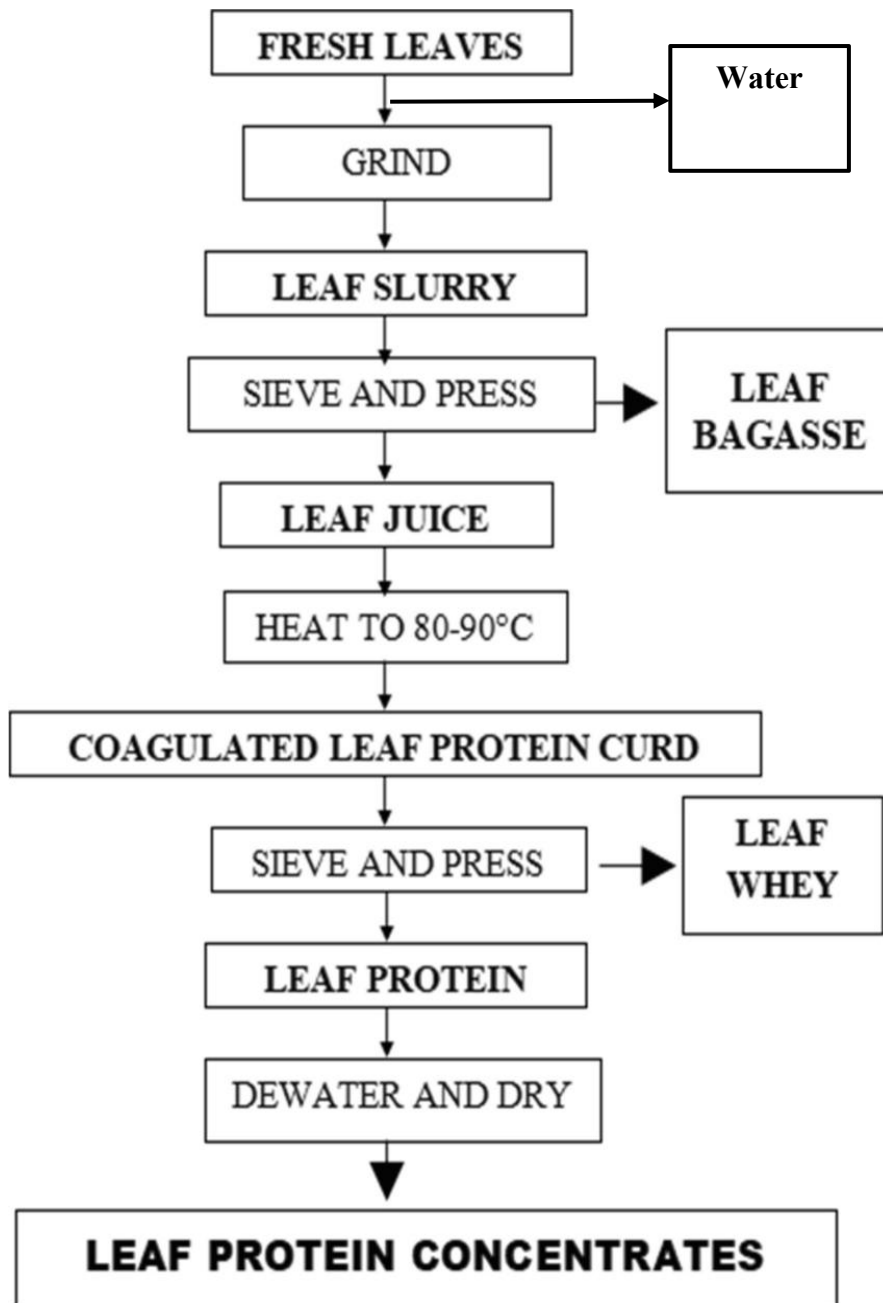 FRESH LEAVES
Water
GRIND
LEAF SLURRY
SIEVE AND PRESS
LEAF
BAGASSE
LEAF JUICE
HEAT TO 80-90°C
COAGULATED LEAF PROTEIN CURD
SIEVE AND PRESS
LEAF
WHEY
LEAF PROTEIN
DEWATER AND DRY
LEAF PROTEIN CONCENTRATES